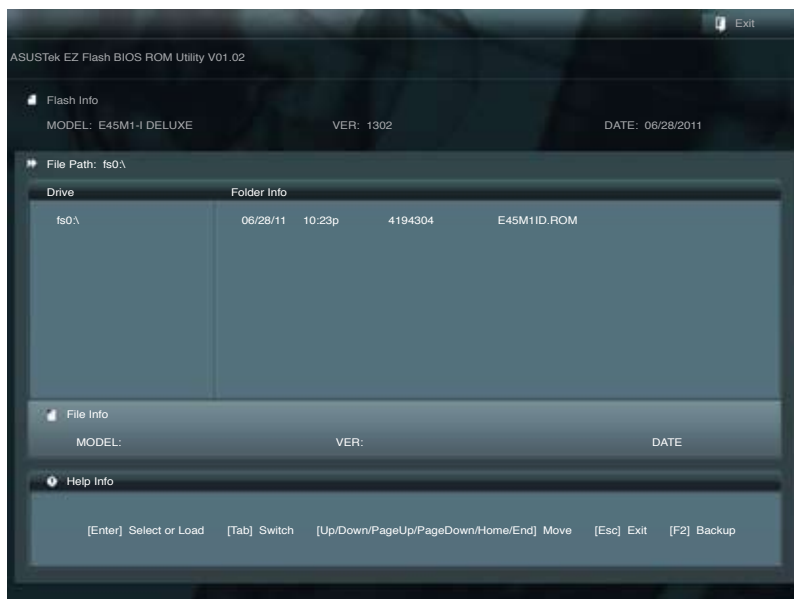 Exit
ASUSTek EZ Flash BIOS ROM Utility V01.02
Flash Info
MODEL: E45M1-I DELUXE VER: 1302 DATE: 06/28/2011
File Path: fs0:\
Drive Folder Info
fs0:\ 06/28/11 10:23p 4194304 E45M1ID.ROM
File Info
MODEL: VER: DATE
Help Info
[Enter] Select or Load [Tab] Switch [Up/Down/PageUp/PageDown/Home/End] Move [Esc] Exit [F2] Backup